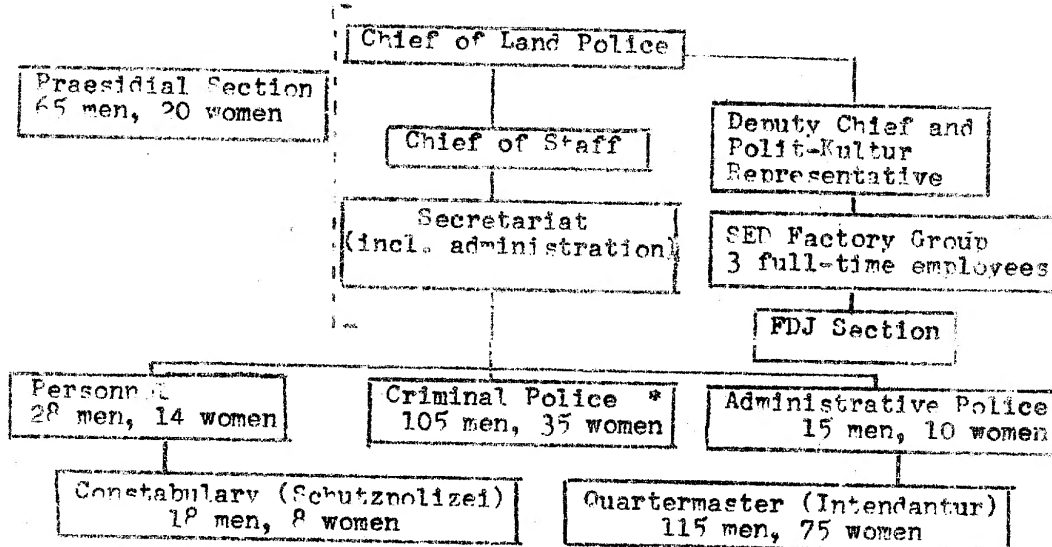 Chief of Land Police
Praesidial Section
65 men, 20 women
Chief of Staff
Deputy Chief and
Polit-Kultur
Representative
Secretariat
(incl. administration)
SED Factory Group
3 full-time employees
FDJ Section
Personnel
28 men, 14 women
Criminal Police *
105 men, 35 women
Administrative Police
15 men, 10 women
Constabulary (Schutzpolizei)
18 men, 8 women
Quartermaster (Intendantur)
115 men, 75 women